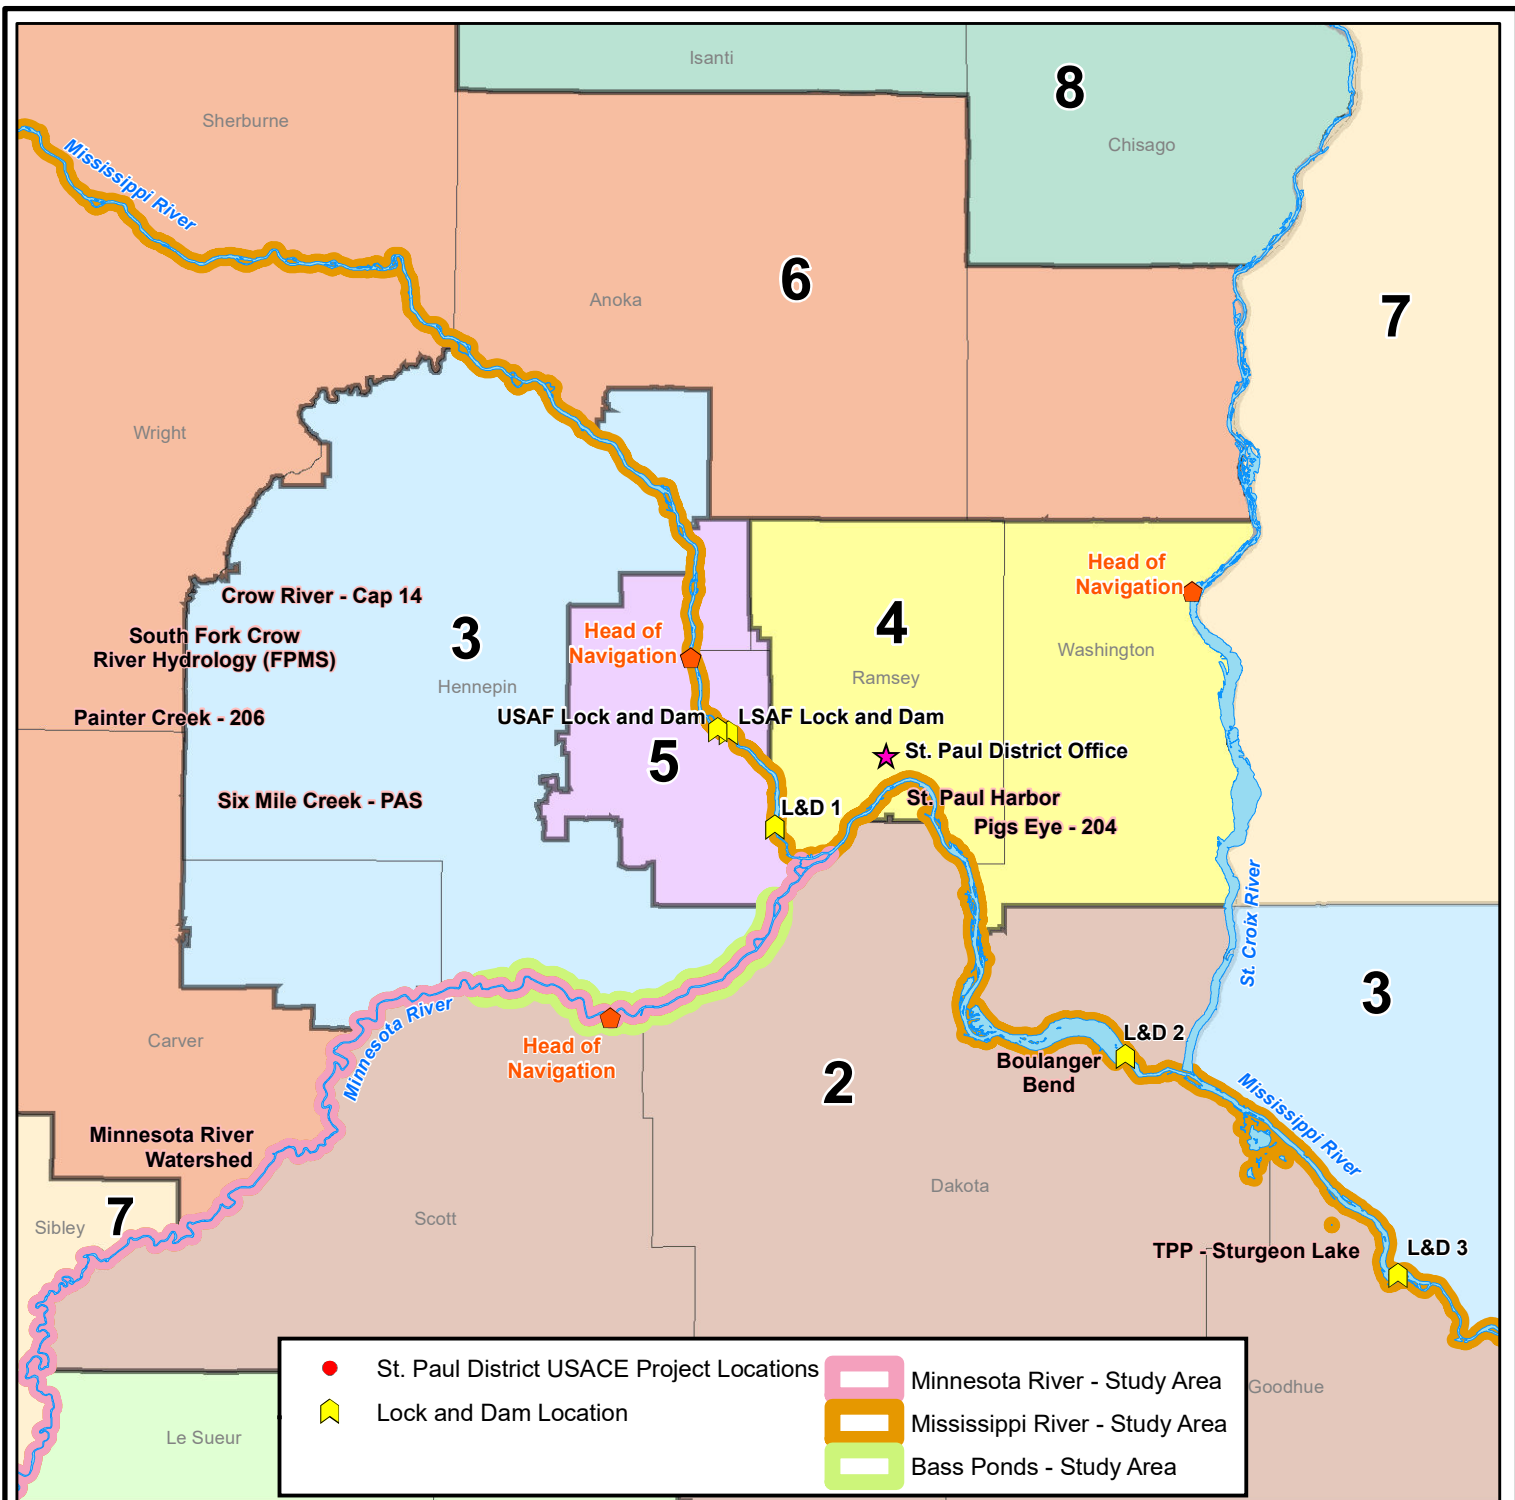 Isanti
8
Sherburne
Chisago
Mississippi River
6
Anoka
7
Wright
Head of
Navigation
Crow River - Cap 14
South Fork Crow
River Hydrology (FPMS)
3
Hennepin
Head of
Navigation
4
Ramsey
Washington
Painter Creek - 206
USAF Lock and Dam
LSAF Lock and Dam
5
St. Paul District Office
Six Mile Creek - PAS
L&D 1
St. Paul Harbor
Pigs Eye - 204
St. Croix River
3
Minnesota River
Carver
Head of
Navigation
2
L&D 2
Boulanger
Bend
Mississippi River
Minnesota River
Watershed
7
Sibley
Scott
Dakota
TPP - Sturgeon Lake
L&D 3
St. Paul District USACE Project Locations
Lock and Dam Location
Minnesota River - Study Area
Mississippi River - Study Area
Bass Ponds - Study Area
Goodhue
Le Sueur